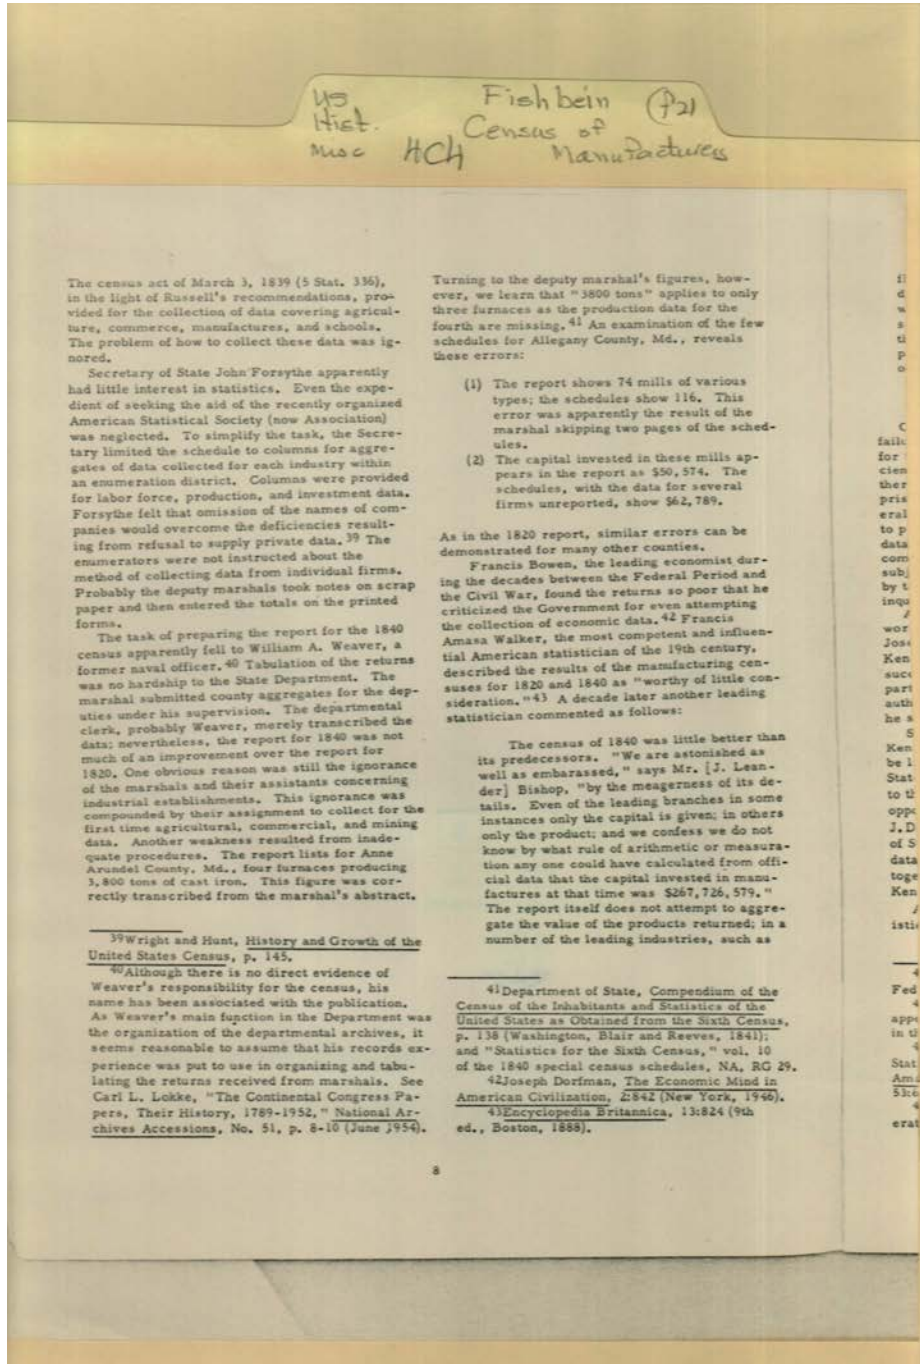 US
Hist.
Misc HCH
Fishbein (P21)
Census of
Manufactures
The census act of March 3, 1839 (5 Stat. 336),
in the light of Russell's recommendations, pro-
vided for the collection of data covering agricul-
ture, commerce, manufactures, and schools.
The problem of how to collect these data was ig-
nored.
Secretary of State John Forsythe apparently
had little interest in statistics. Even the expe-
dient of seeking the aid of the recently organized
American Statistical Society (now Association)
was neglected. To simplify the task, the Secre-
tary limited the schedule to columns for aggre-
gates of data collected for each industry within
an enumeration district. Columns were provided
for labor force, production, and investment data.
Forsythe felt that omission of the names of com-
panies would overcome the deficiencies result-
ing from refusal to supply private data. 39 The
enumerators were not instructed about the
method of collecting data from individual firms.
Probably the deputy marshals took notes on scrap
paper and then entered the totals on the printed
forms.
The task of preparing the report for the 1840
census apparently fell to William A. Weaver, a
former naval officer. 40 Tabulation of the returns
was no hardship to the State Department. The
marshal submitted county aggregates for the dep-
uties under his supervision. The departmental
clerk, probably Weaver, merely transcribed the
data; nevertheless, the report for 1840 was not
much of an improvement over the report for
1820. One obvious reason was still the ignorance
of the marshals and their assistants concerning
industrial establishments. This ignorance was
compounded by their assignment to collect for the
first time agricultural, commercial, and mining
data. Another weakness resulted from inade-
quate procedures. The report lists for Anne
Arundel County, Md., four furnaces producing
3,800 tons of cast iron. This figure was cor-
rectly transcribed from the marshal's abstract.
39Wright and Hunt, History and Growth of the
United States Census, p. 145.
40Although there is no direct evidence of
Weaver's responsibility for the census, his
name has been associated with the publication.
As Weaver's main function in the Department was
the organization of the departmental archives, it
seems reasonable to assume that his records ex-
perience was put to use in organizing and tabu-
lating the returns received from marshals. See
Carl L. Lokke, "The Continental Congress Pa-
pers, Their History, 1789-1952," National Ar-
chives Accessions, No. 51, p. 8-10 (June 1954).
Turning to the deputy marshal's figures, how-
ever, we learn that "3800 tons" applies to only
three furnaces as the production data for the
fourth are missing. 41 An examination of the few
schedules for Allegany County, Md., reveals
these errors:
(1) The report shows 74 mills of various
types; the schedules show 116. This
error was apparently the result of the
marshal skipping two pages of the sched-
ules.
(2) The capital invested in these mills ap-
pears in the report as $50,574. The
schedules, with the data for several
firms unreported, show $62,789.
As in the 1820 report, similar errors can be
demonstrated for many other counties.
Francis Bowen, the leading economist dur-
ing the decades between the Federal Period and
the Civil War, found the returns so poor that he
criticized the Government for even attempting
the collection of economic data. 42 Francis
Amasa Walker, the most competent and influen-
tial American statistician of the 19th century,
described the results of the manufacturing cen-
suses for 1820 and 1840 as "worthy of little con-
sideration." 43 A decade later another leading
statistician commented as follows:
The census of 1840 was little better than
its predecessors. "We are astonished as
well as embarassed," says Mr. [J. Lean-
der] Bishop, "by the meagerness of its de-
tails. Even of the leading branches in some
instances only the capital is given; in others
only the product; and we confess we do not
know by what rule of arithmetic or measura-
tion any one could have calculated from offi-
cial data that the capital invested in manu-
factures at that time was $267,726,579."
The report itself does not attempt to aggre-
gate the value of the products returned; in a
number of the leading industries, such as
41Department of State, Compendium of the
Census of the Inhabitants and Statistics of the
United States as Obtained from the Sixth Census,
p. 138 (Washington, Blair and Reeves, 1841);
and "Statistics for the Sixth Census," vol. 10
of the 1840 special census schedules, NA, RG 29.
42Joseph Dorfman, The Economic Mind in
American Civilization, 2:842 (New York, 1946).
43Encyclopedia Britannica, 13:824 (9th
ed., Boston, 1888).
8